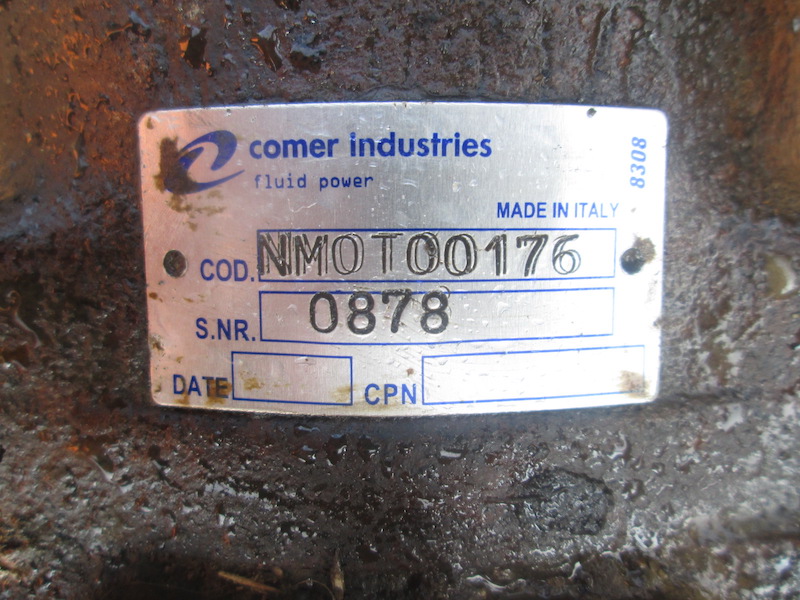 comer industries
fluid power
8308
MADE IN ITALY
COD. NMOT00176
S.NR. 0878
DATE
CPN